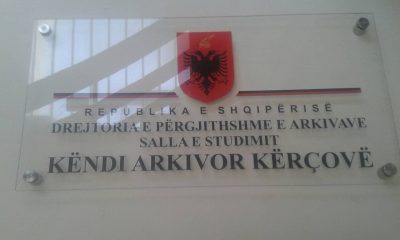 REPUBLIKA E SHQIPËRISË
DREJTORIA E PËRGJITHSHME E ARKIVAVE
SALLA E STUDIMIT
KËNDI ARKIVOR KËRÇOVË